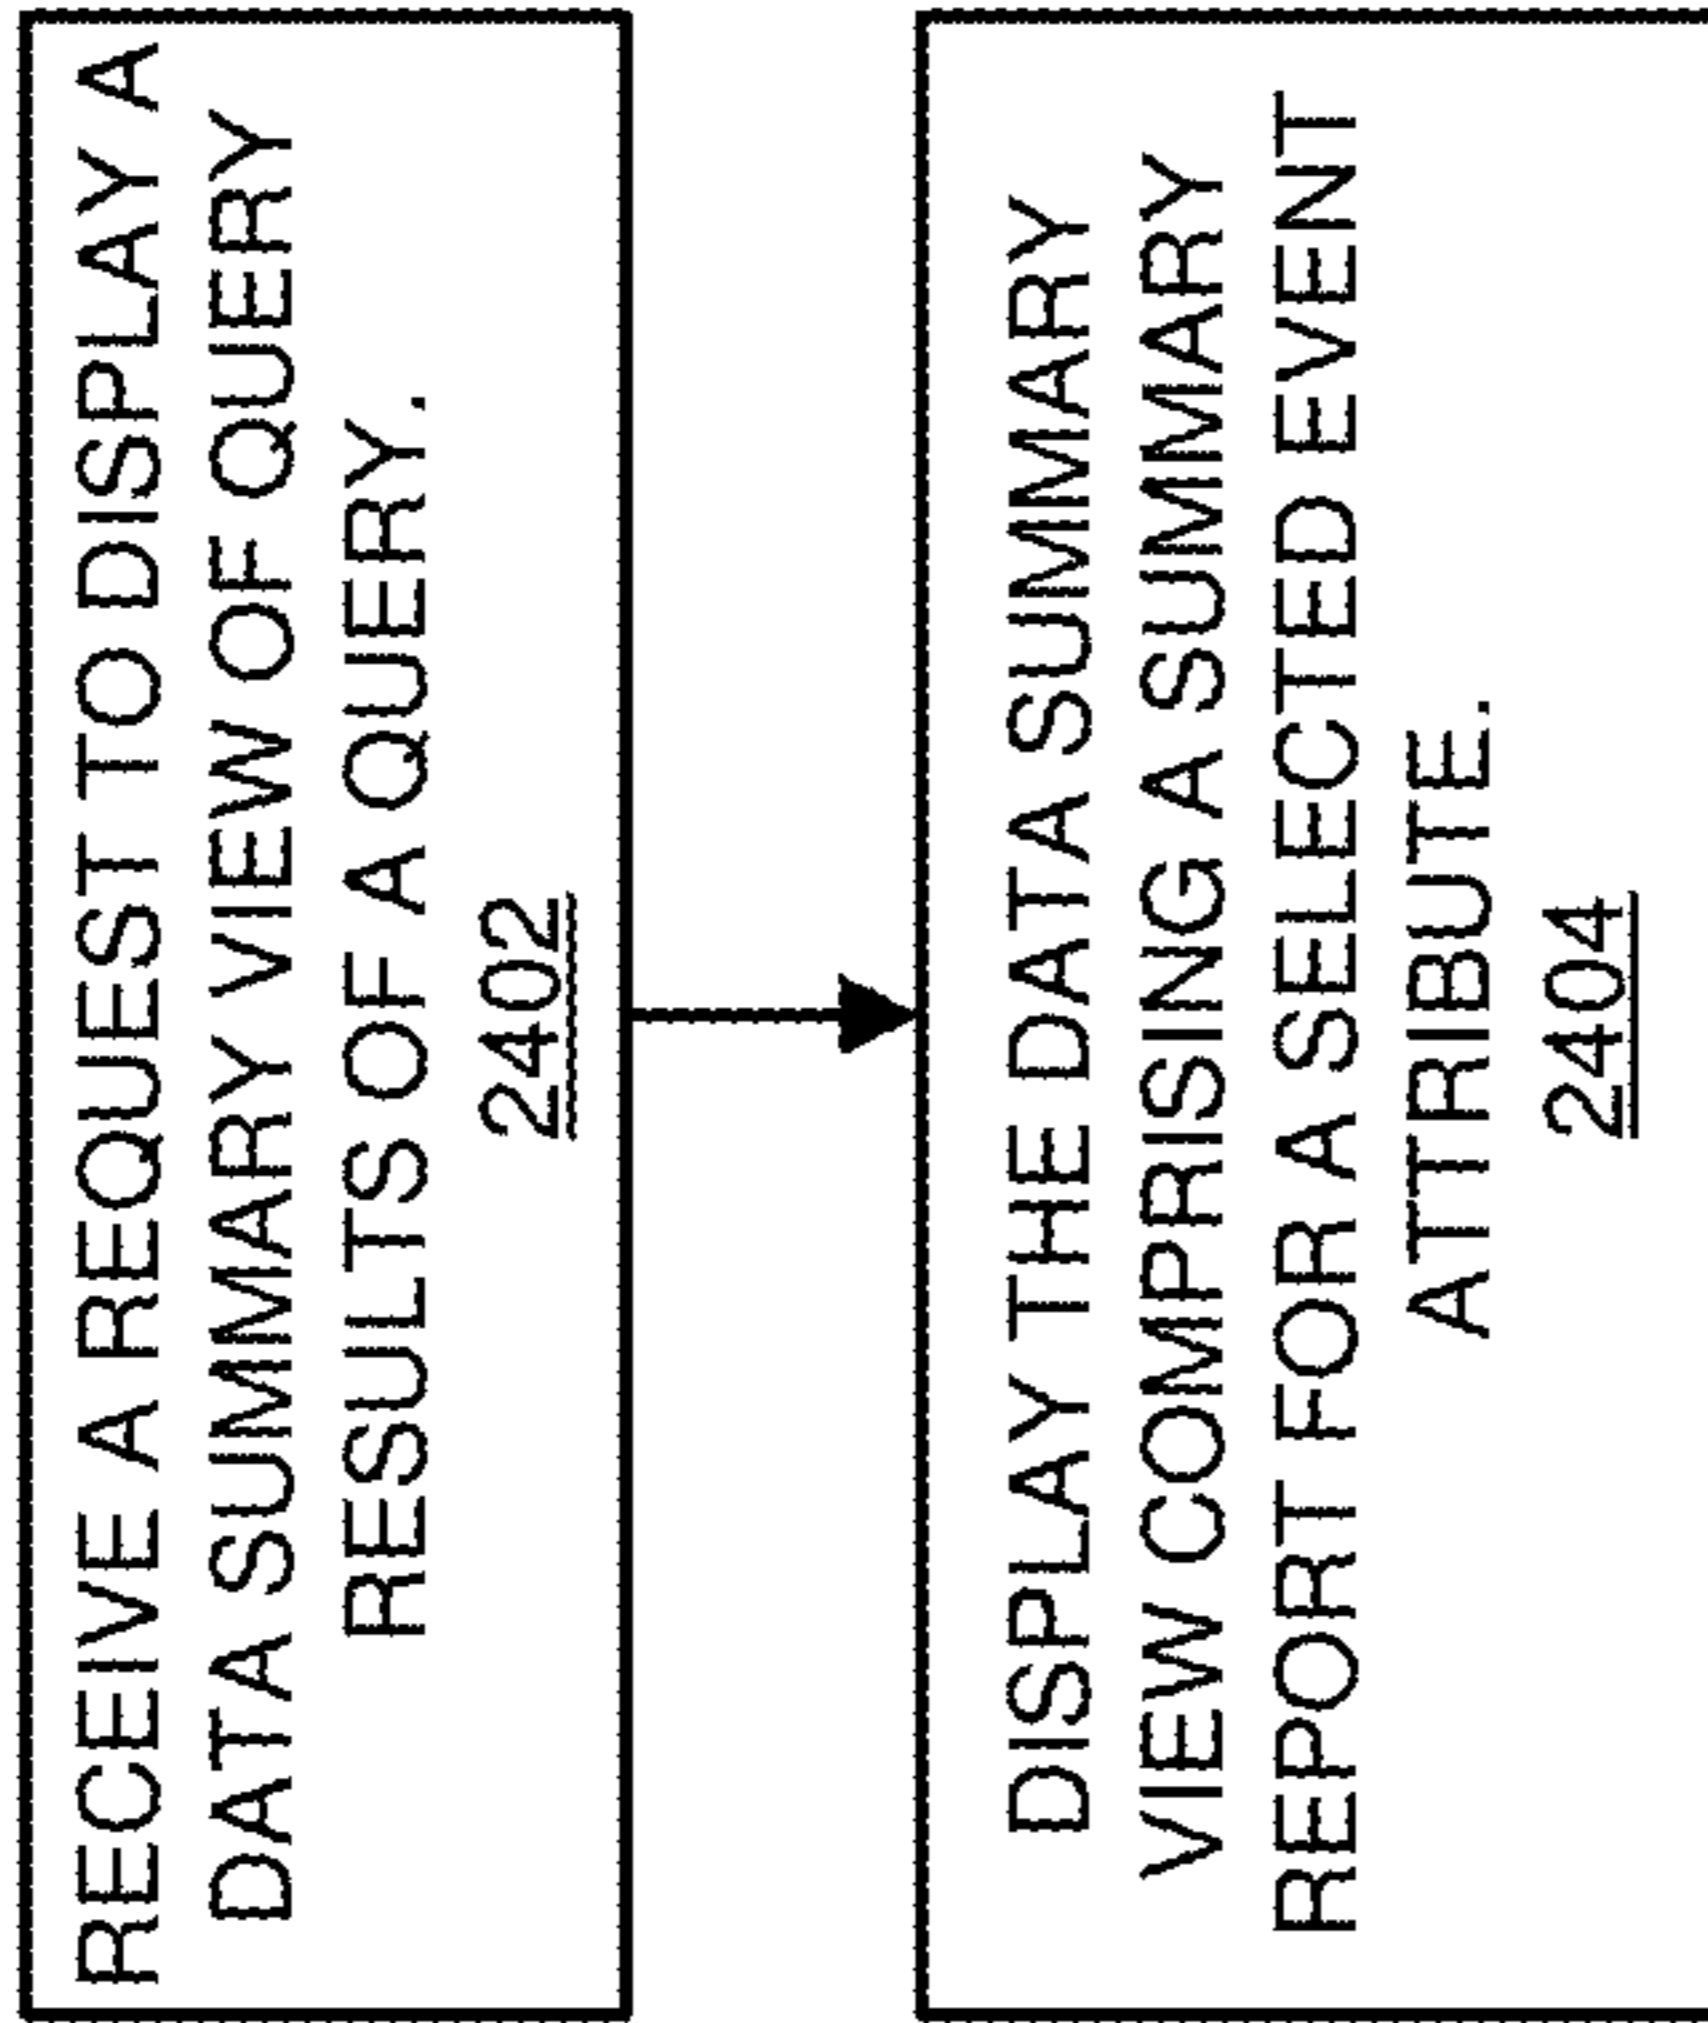 RECEIVE A REQUEST TO DISPLAY A
DATA SUMMARY VIEW OF QUERY
RESULTS OF A QUERY.
2402
DISPLAY THE DATA SUMMARY
VIEW COMPRISING A SUMMARY
REPORT FOR A SELECTED EVENT
ATTRIBUTE.
2404